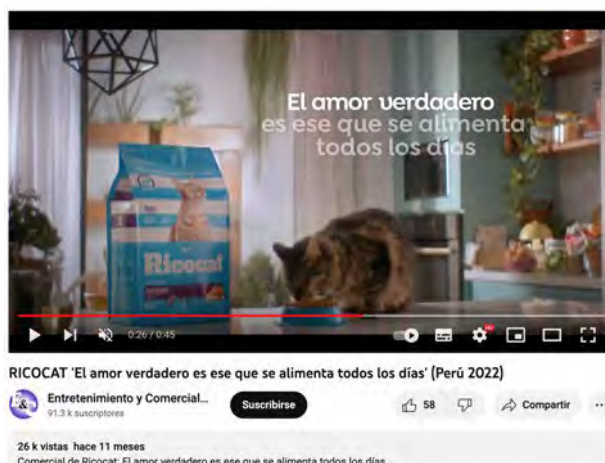 El amor verdadero
es ese que se alimenta
todos los días
Ricocat
0:26 / 0:45
RICOCAT 'El amor verdadero es ese que se alimenta todos los días' (Perú 2022)
Entretenimiento y Comercial...
91.3 k suscriptores
Suscribirse
58
Compartir
26 k vistas hace 11 meses
Comercial de Ricocat: El amor verdadero es ese que se alimenta todos los días